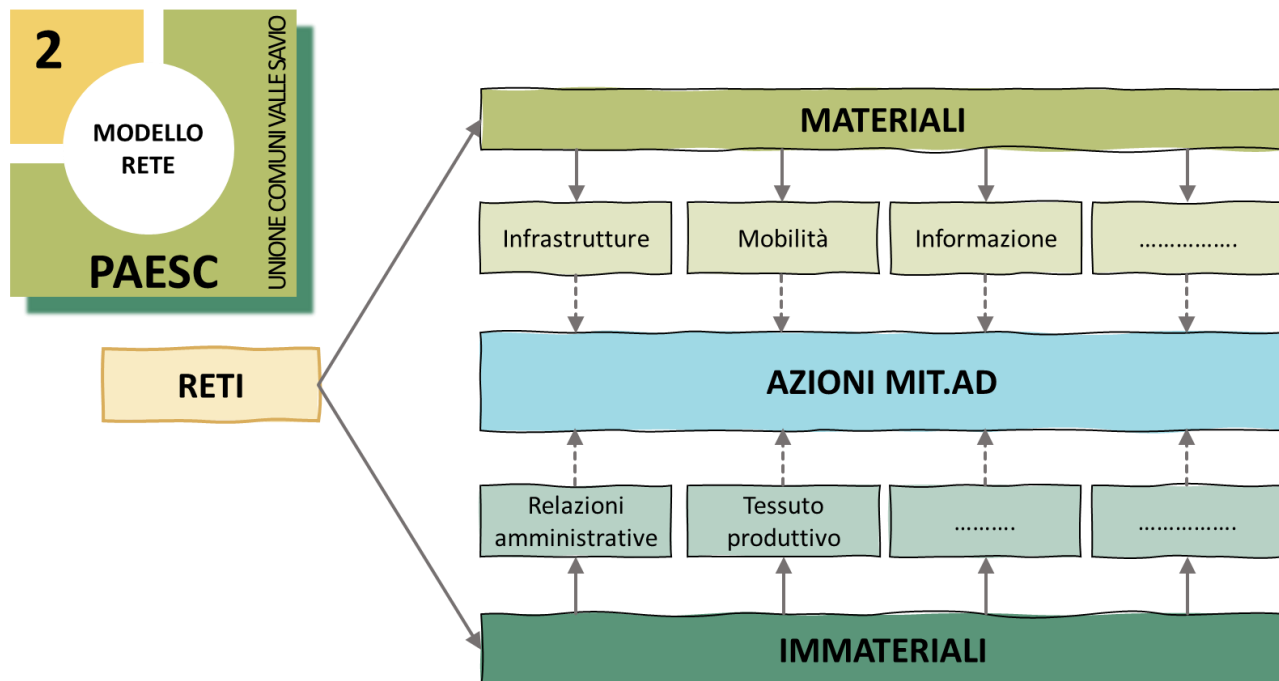 2
MODELLO
RETE
PAESC
UNIONE COMUNI VALLE SAVIO
RETI
MATERIALI
Infrastrutture
Mobilità
Informazione
…………….
AZIONI MIT.AD
Relazioni
amministrative
Tessuto
produttivo
……….
…………….
IMMATERIALI